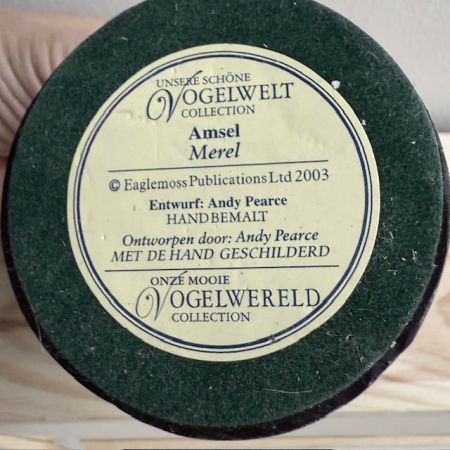 UNSERE SCHÖNE
VOGELWELT
COLLECTION
Amsel
Merel
© Eaglemoss Publications Ltd 2003
Entwurf: Andy Pearce
HANDBEMALT
Ontworpen door: Andy Pearce
MET DE HAND GESCHILDERD
ONZE MOOIE
VOGELWERELD
COLLECTION